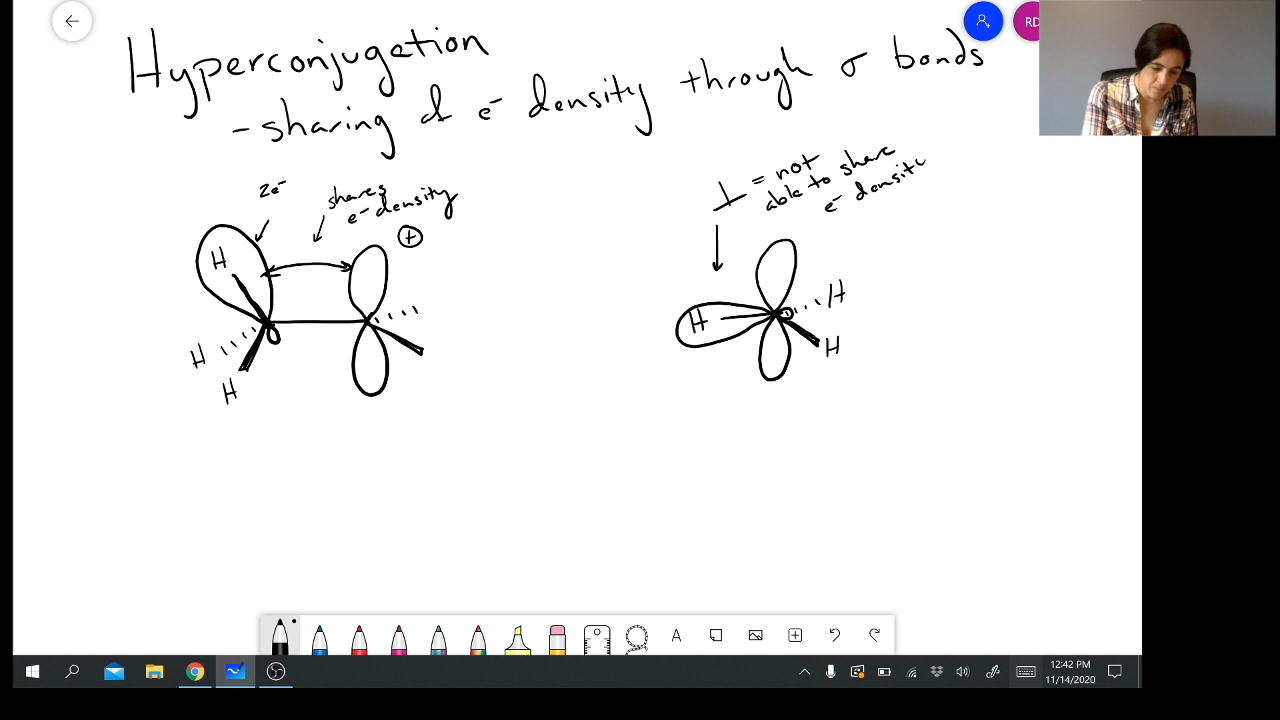 Hyperconjugation
RD
- sharing of e⁻ density through σ bonds
2e⁻
shares
e⁻ density
+
⊥ = not
able to share
e⁻ density
H
H
H
H
H
H
A
12:42 PM
11/14/2020